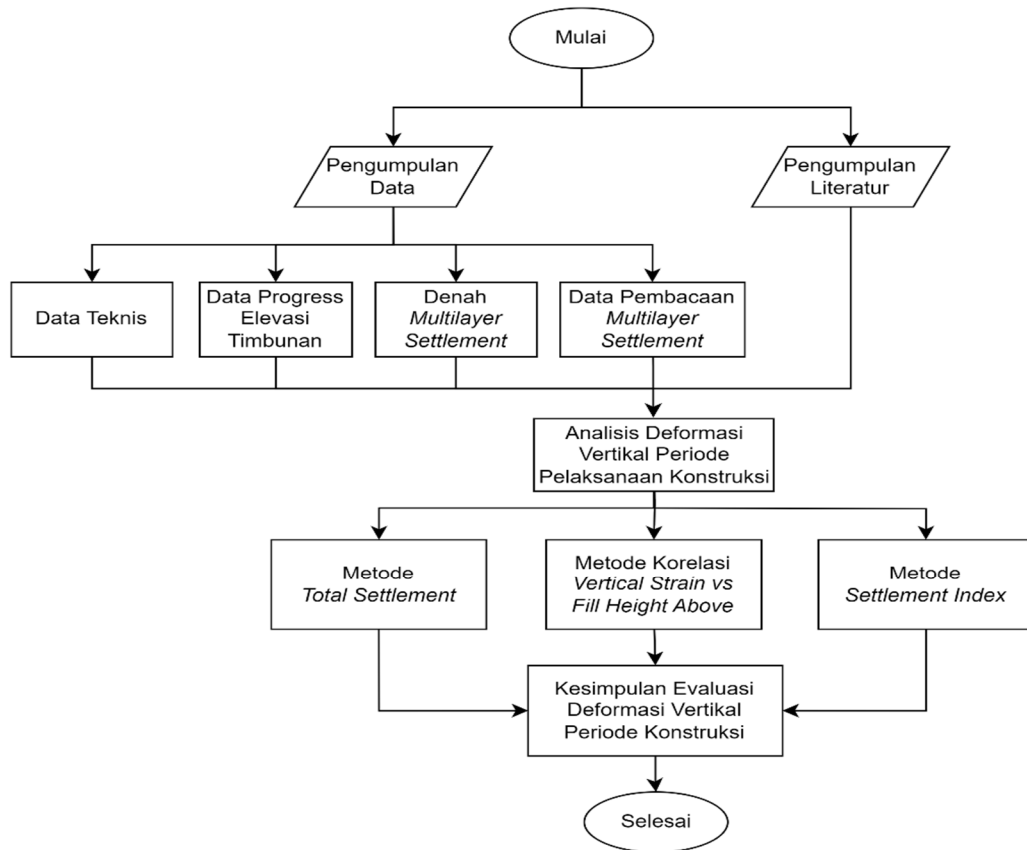 Mulai
Pengumpulan
Data
Pengumpulan
Literatur
Data Teknis
Data Progress
Elevasi
Timbunan
Denah
Multilayer
Settlement
Data Pembacaan
Multilayer
Settlement
Analisis Deformasi
Vertikal Periode
Pelaksanaan Konstruksi
Metode
Total Settlement
Metode Korelasi
Vertical Strain vs
Fill Height Above
Metode
Settlement Index
Kesimpulan Evaluasi
Deformasi Vertikal
Periode Konstruksi
Selesai